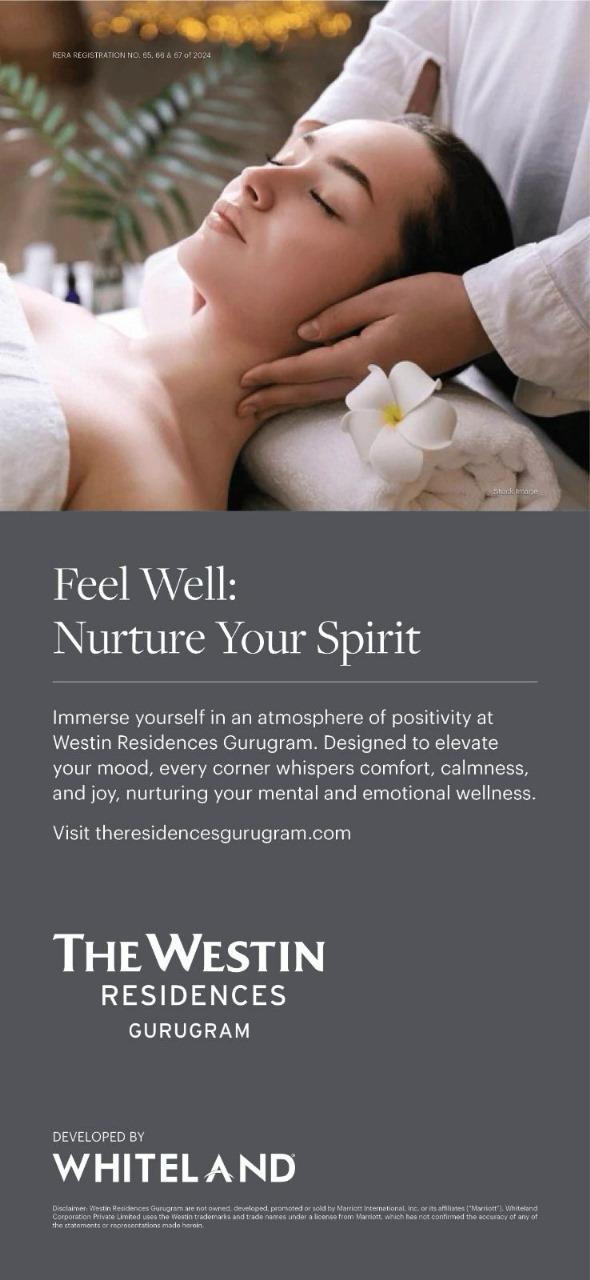 RERA REGISTRATION NO. 65, 66 & 67 of 2024
Stock Image
Feel Well:
Nurture Your Spirit
Immerse yourself in an atmosphere of positivity at
Westin Residences Gurugram. Designed to elevate
your mood, every corner whispers comfort, calmness,
and joy, nurturing your mental and emotional wellness.
Visit theresidencesgurugram.com
THE WESTIN
RESIDENCES
GURUGRAM
DEVELOPED BY
WHITELAND
Disclaimer: Westin Residences Gurugram are not owned, developed, promoted or sold by Marriott International, Inc. or its affiliates ("Marriott"). Whiteland
Corporation Private Limited uses the Westin trademarks and trade names under a license from Marriott, which has not confirmed the accuracy of any of
the statements or representations made herein.